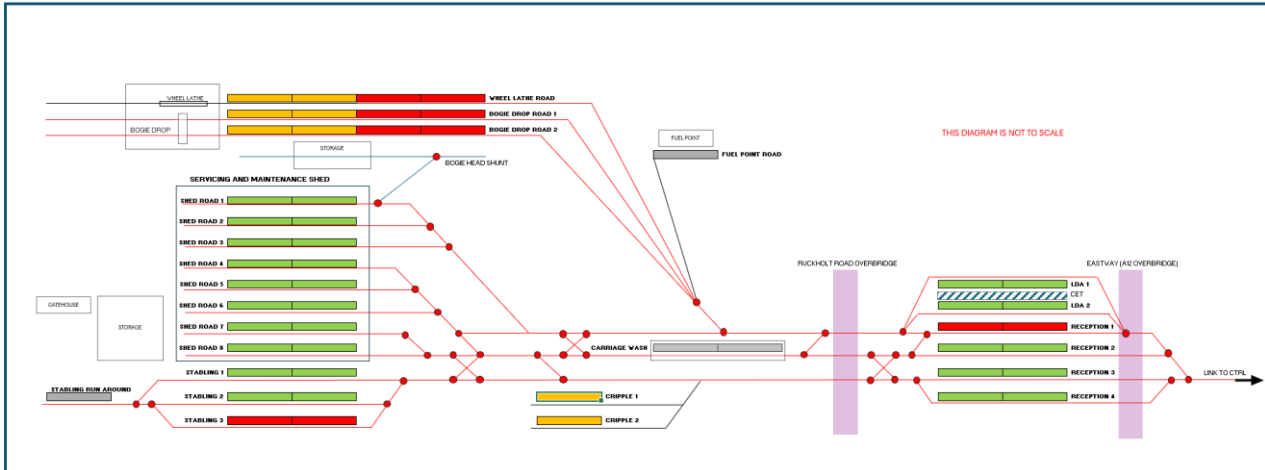 WHEEL LATHE
WHEEL LATHE ROAD
BOGIE DROP ROAD 1
BOGIE DROP
BOGIE DROP ROAD 2
FUEL POINT
THIS DIAGRAM IS NOT TO SCALE
STORAGE
FUEL POINT ROAD
BOGIE HEAD SHUNT
SERVICING AND MAINTENANCE SHED
SHED ROAD 1
SHED ROAD 2
SHED ROAD 3
SHED ROAD 4
RUCKHOLT ROAD OVERBRIDGE
EASTWAY (A12 OVERBRIDGE)
SHED ROAD 5
LDA 1
CET
GATEHOUSE
SHED ROAD 6
LDA 2
STORAGE
SHED ROAD 7
RECEPTION 1
SHED ROAD 8
CARRIAGE WASH
RECEPTION 2
STABLING 1
RECEPTION 3
LINK TO CTRL
STABLING RUN AROUND
STABLING 2
CRIPPLE 1
RECEPTION 4
STABLING 3
CRIPPLE 2